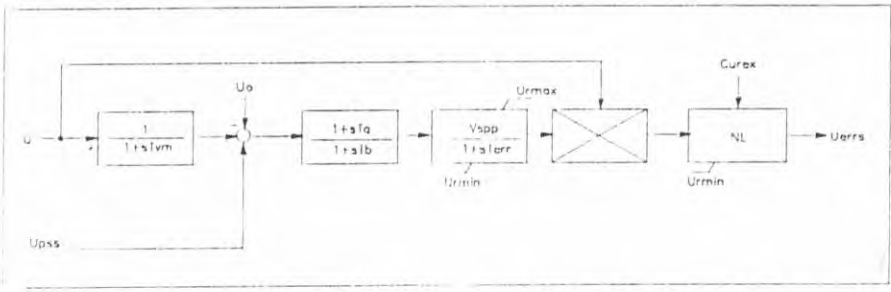 Urmax
Curex
Uo
U
1
1+sTvm
1+sTa
1+sTb
Vspp
1+sTerr
NL
Uerrs
Urmin
Urmin
Upss